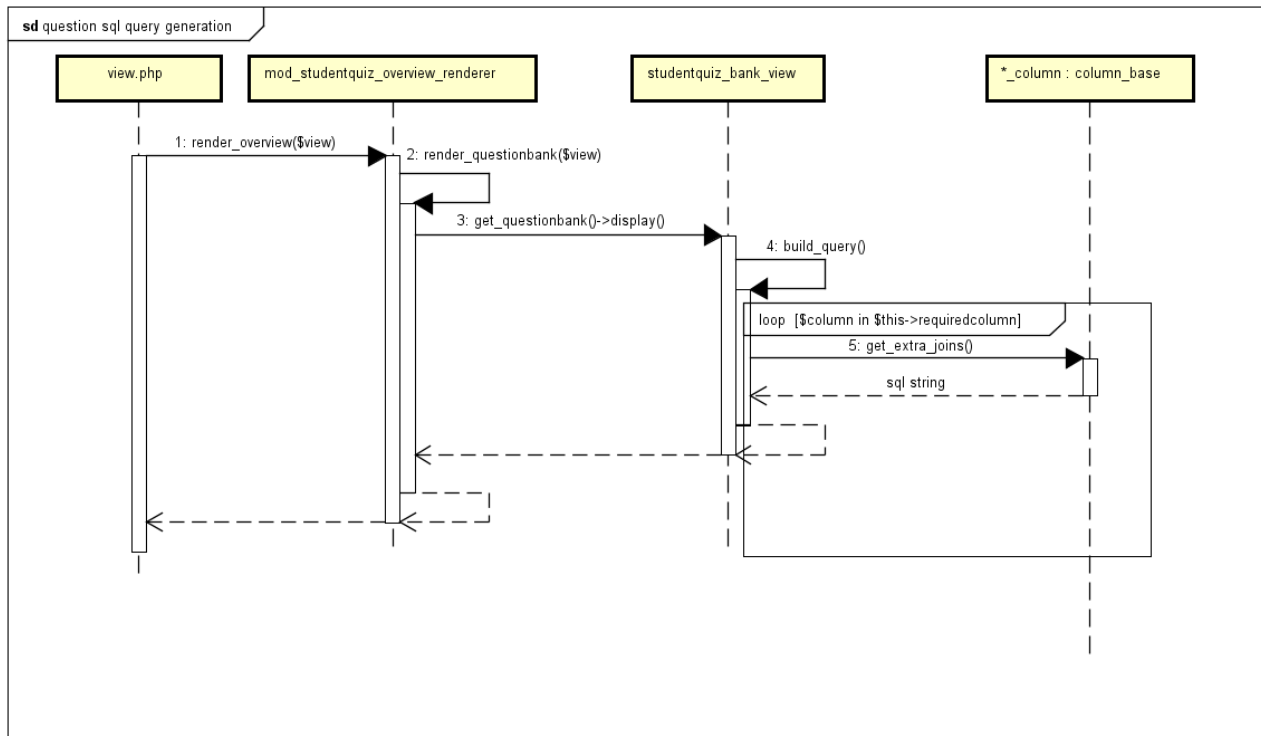 sd question sql query generation
view.php
mod_studentquiz_overview_renderer
studentquiz_bank_view
*_column : column_base
1: render_overview($view)
2: render_questionbank($view)
3: get_questionbank()->display()
4: build_query()
loop [$column in $this->requiredcolumn]
5: get_extra_joins()
sql string